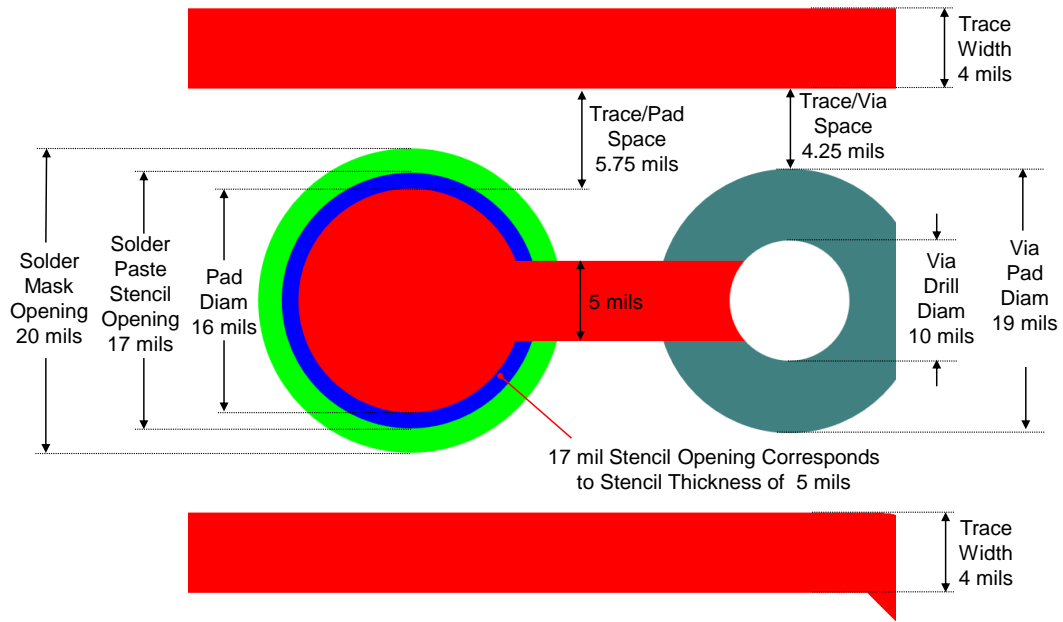 Trace
Width
4 mils
Trace/Pad
Space
5.75 mils
Trace/Via
Space
4.25 mils
Solder
Mask
Opening
20 mils
Solder
Paste
Stencil
Opening
17 mils
Pad
Diam
16 mils
5 mils
Via
Drill
Diam
10 mils
Via
Pad
Diam
19 mils
17 mil Stencil Opening Corresponds
to Stencil Thickness of 5 mils
Trace
Width
4 mils